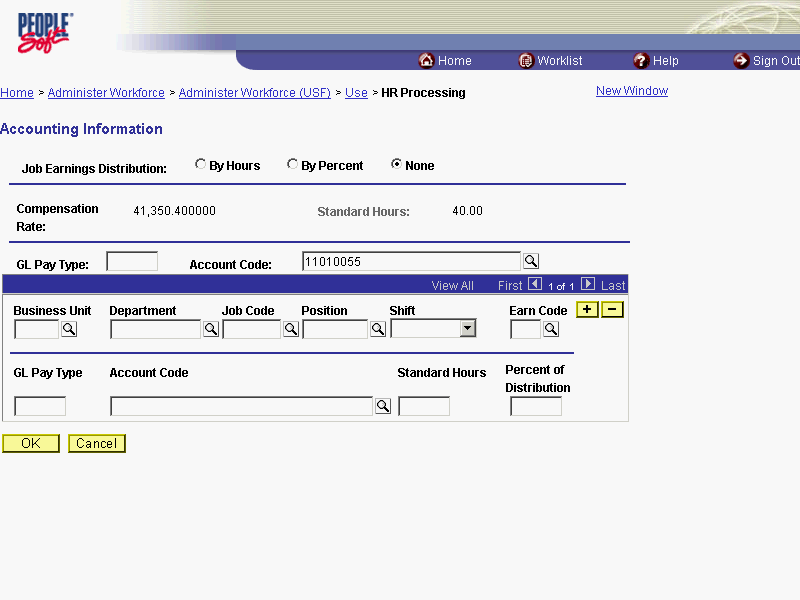 PEOPLE
Soft
Home Worklist Help Sign Out
Home > Administer Workforce > Administer Workforce (USF) > Use > HR Processing New Window
Accounting Information
Job Earnings Distribution: By Hours By Percent None
Compensation Rate: 41,350.400000 Standard Hours: 40.00
GL Pay Type: Account Code: 11010055
View All First 1 of 1 Last
Business Unit Department Job Code Position Shift Earn Code + −
GL Pay Type Account Code Standard Hours Percent of Distribution
OK Cancel